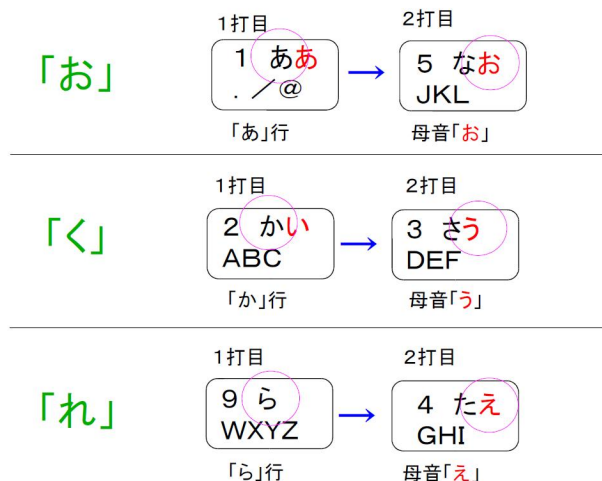 「お」
1打目
1 ああ
. ／ @
「あ」行
→
2打目
5 なお
JKL
母音「お」
「く」
1打目
2 かい
ABC
「か」行
→
2打目
3 さう
DEF
母音「う」
「れ」
1打目
9 ら
WXYZ
「ら」行
→
2打目
4 たえ
GHI
母音「え」